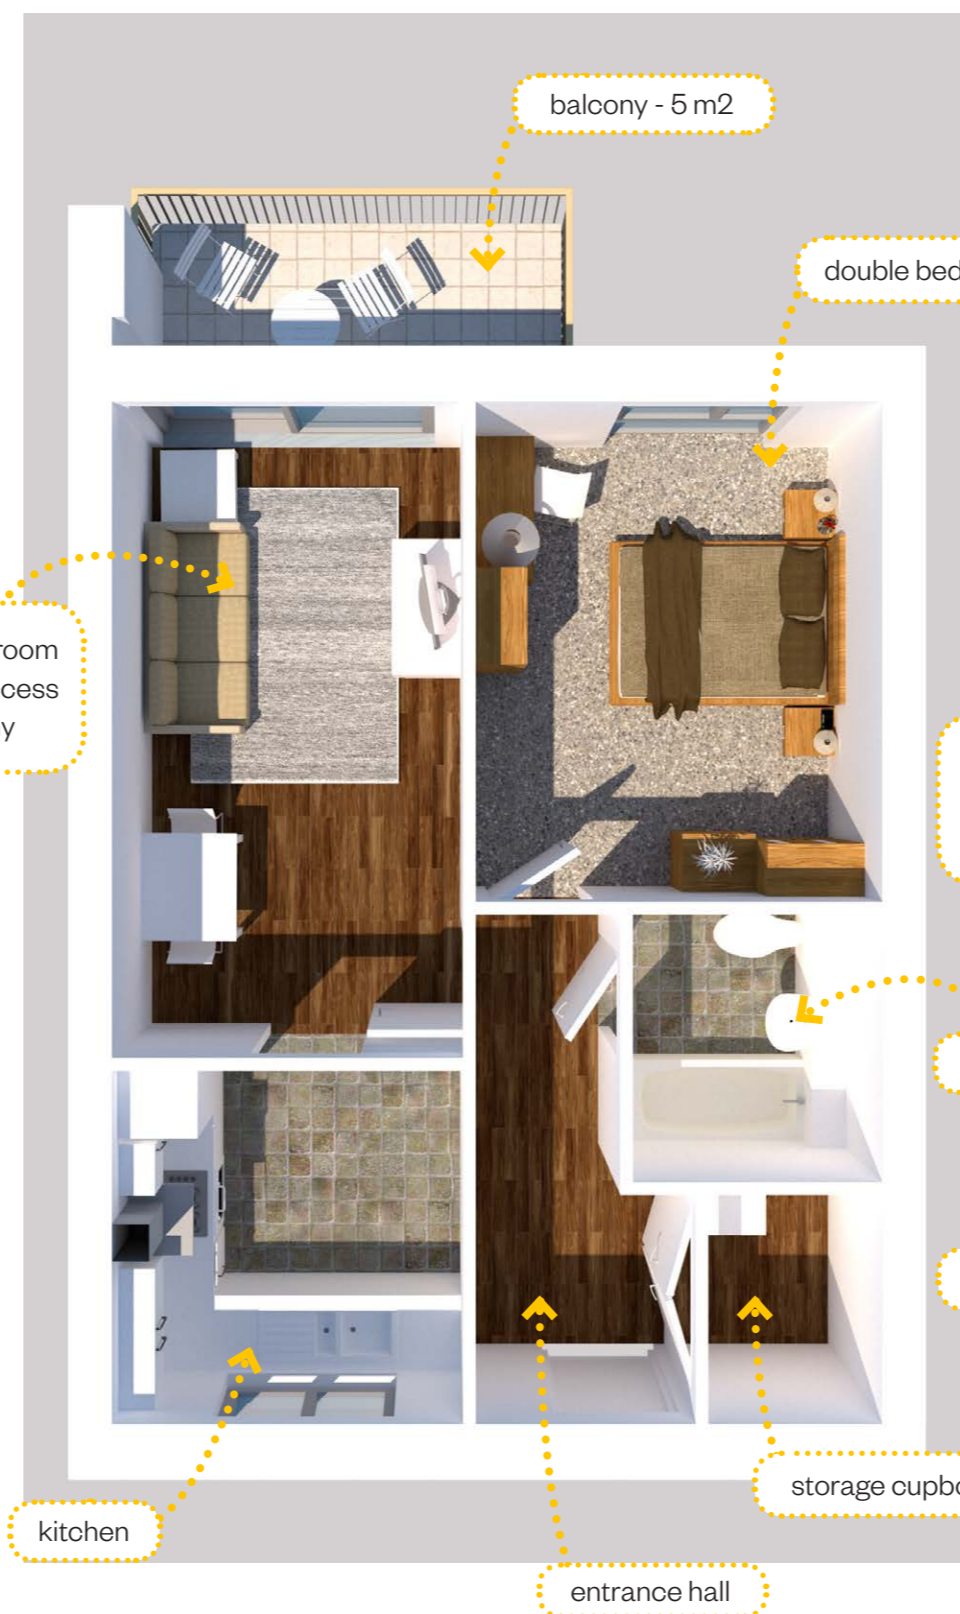 balcony - 5 m2
double bed
room
cess
y
kitchen
storage cupbo
entrance hall